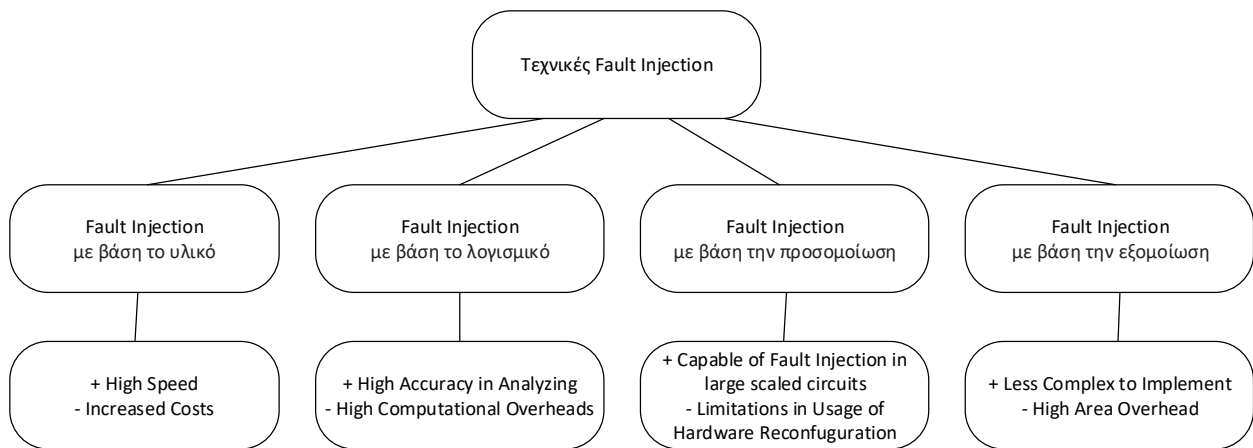 Τεχνικές Fault Injection
Fault Injection
με βάση το υλικό
Fault Injection
με βάση το λογισμικό
Fault Injection
με βάση την προσομοίωση
Fault Injection
με βάση την εξομοίωση
+ High Speed
- Increased Costs
+ High Accuracy in Analyzing
- High Computational Overheads
+ Capable of Fault Injection in
large scaled circuits
- Limitations in Usage of
Hardware Reconfuguration
+ Less Complex to Implement
- High Area Overhead